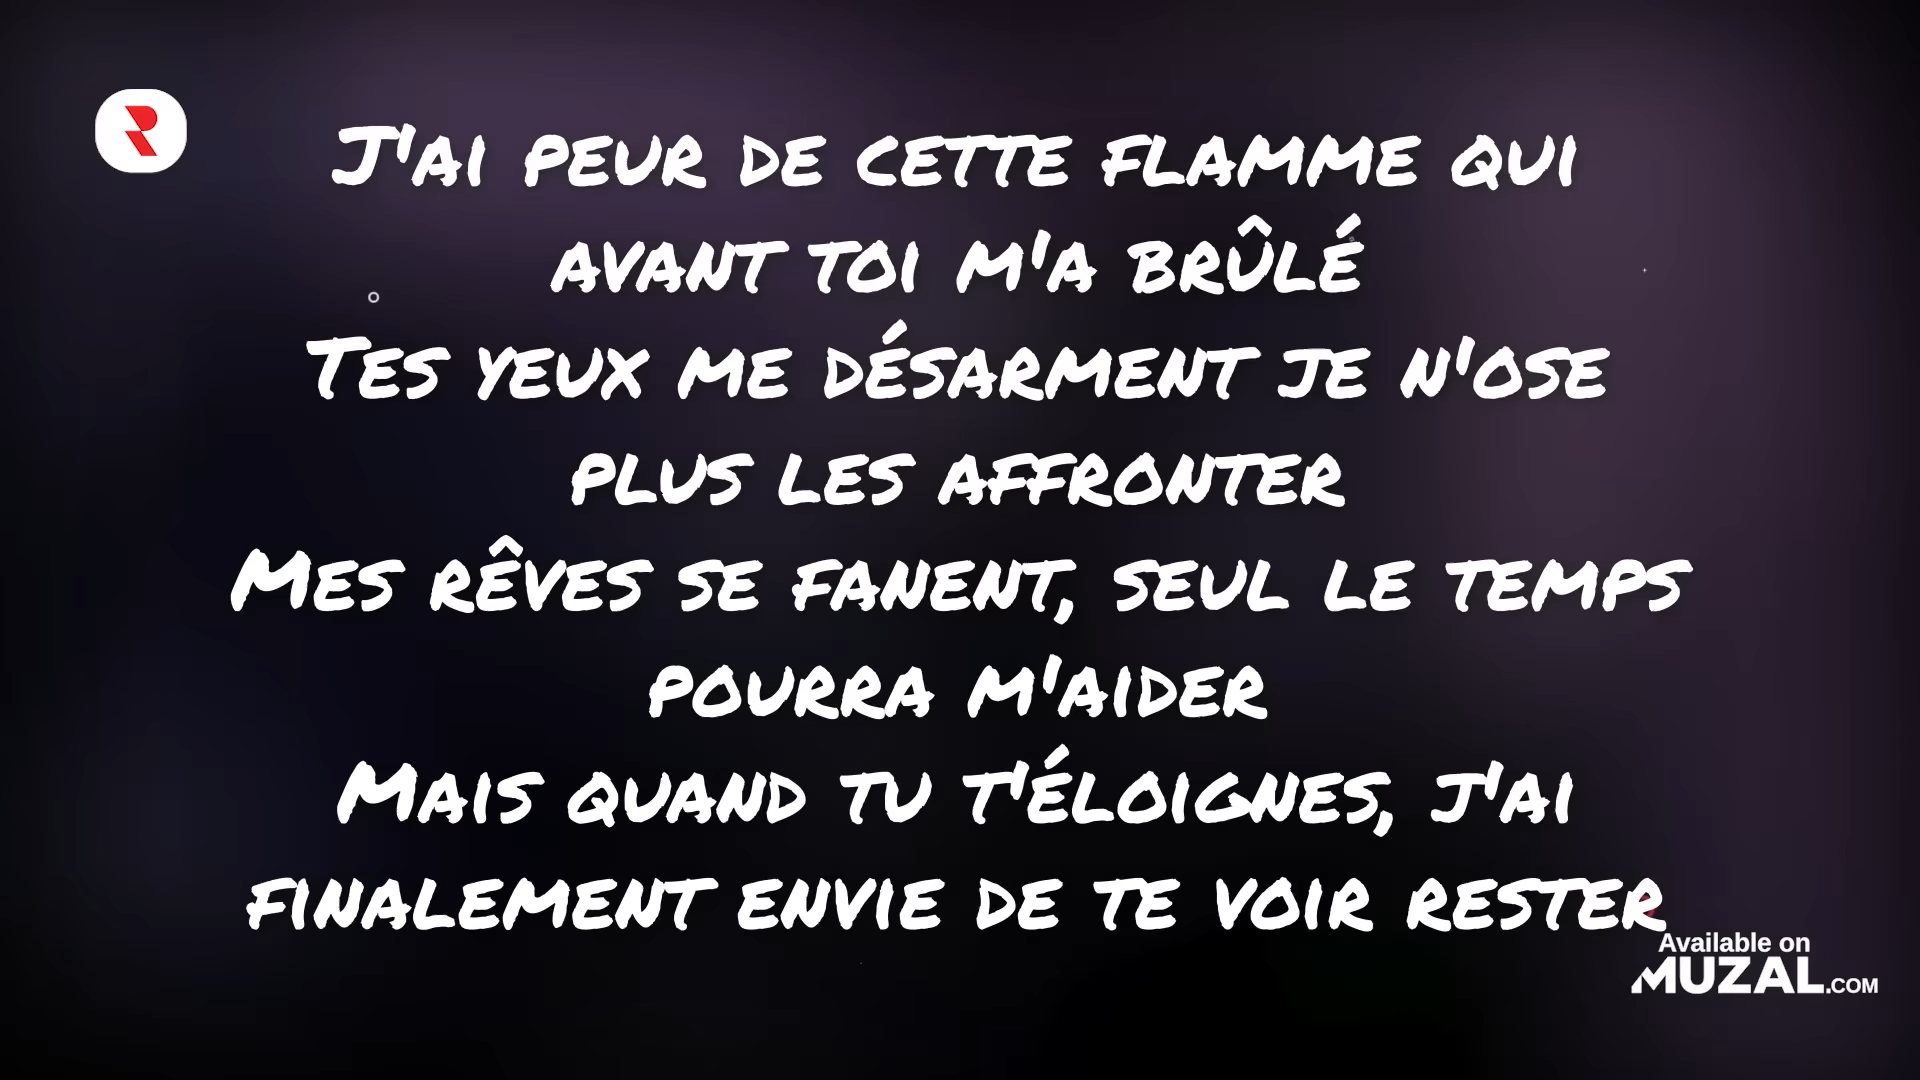 J'ai peur de cette flamme qui
avant toi m'a brûlé
Tes yeux me désarment je n'ose
plus les affronter
Mes rêves se fanent, seul le temps
pourra m'aider
Mais quand tu t'éloignes, j'ai
finalement envie de te voir rester
Available on
MUZAL.COM